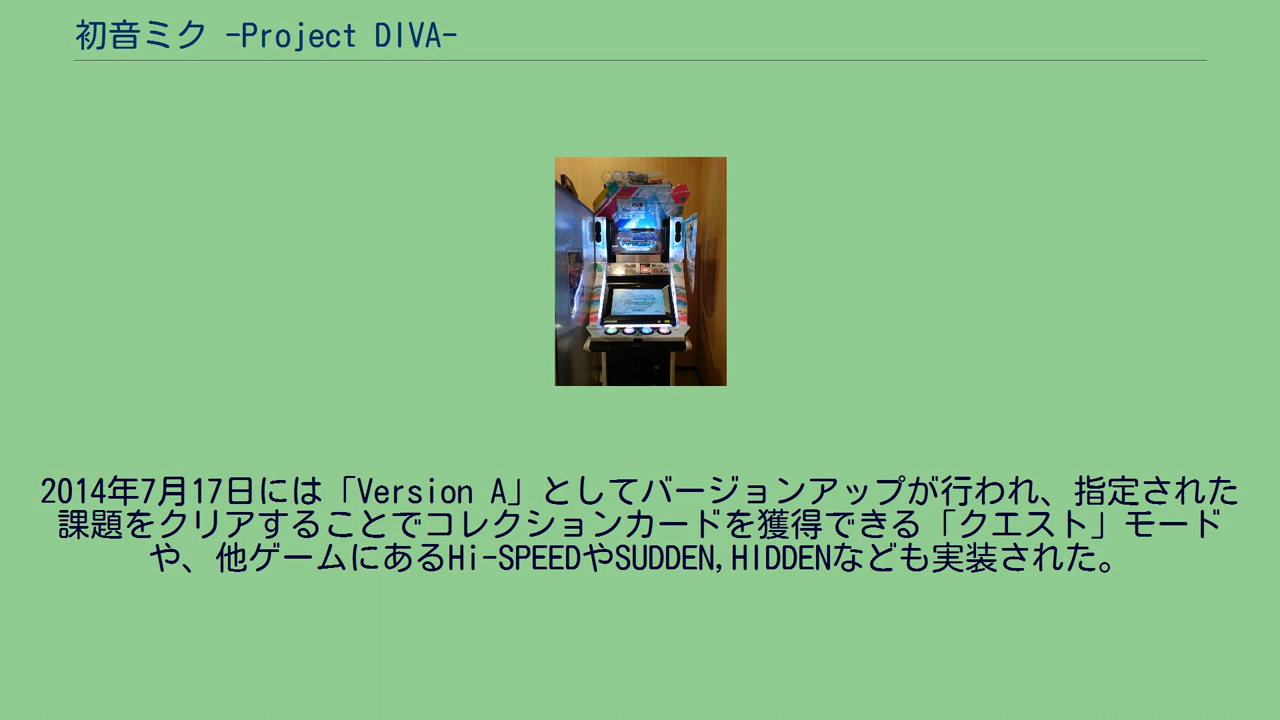 初音ミク -Project DIVA-
2014年7月17日には「Version A」としてバージョンアップが行われ、指定された
課題をクリアすることでコレクションカードを獲得できる「クエスト」モード
や、他ゲームにあるHi-SPEEDやSUDDEN,HIDDENなども実装された。